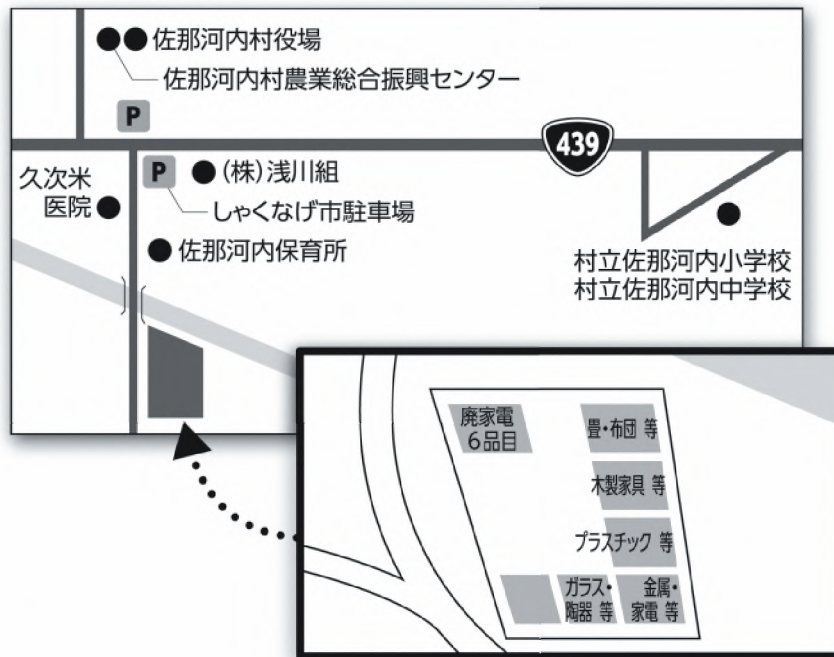 佐那河内村役場
佐那河内村農業総合振興センター
P
439
久次米
医院
P
(株)浅川組
しゃくなげ市駐車場
佐那河内保育所
村立佐那河内小学校
村立佐那河内中学校
廃家電
6品目
畳・布団 等
木製家具 等
プラスチック 等
ガラス・
陶器 等
金属・
家電 等